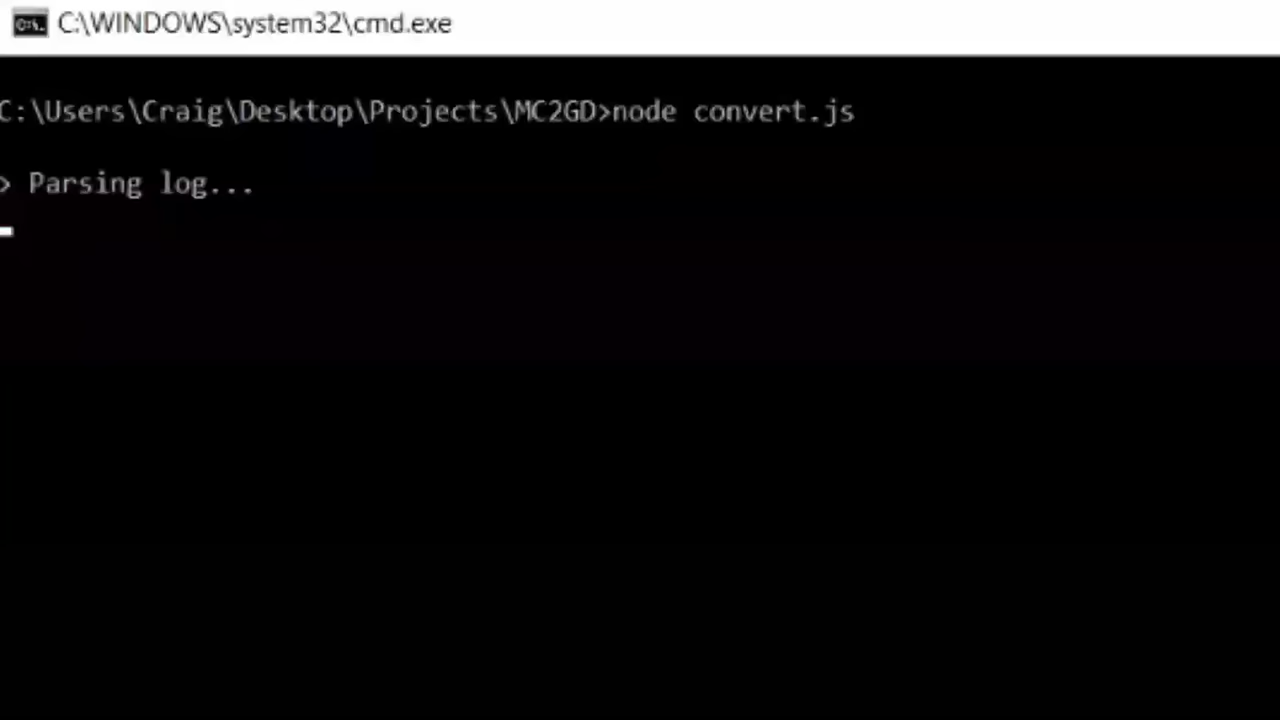 C:\WINDOWS\system32\cmd.exe
C:\Users\Craig\Desktop\Projects\MC2GD>node convert.js
> Parsing log...